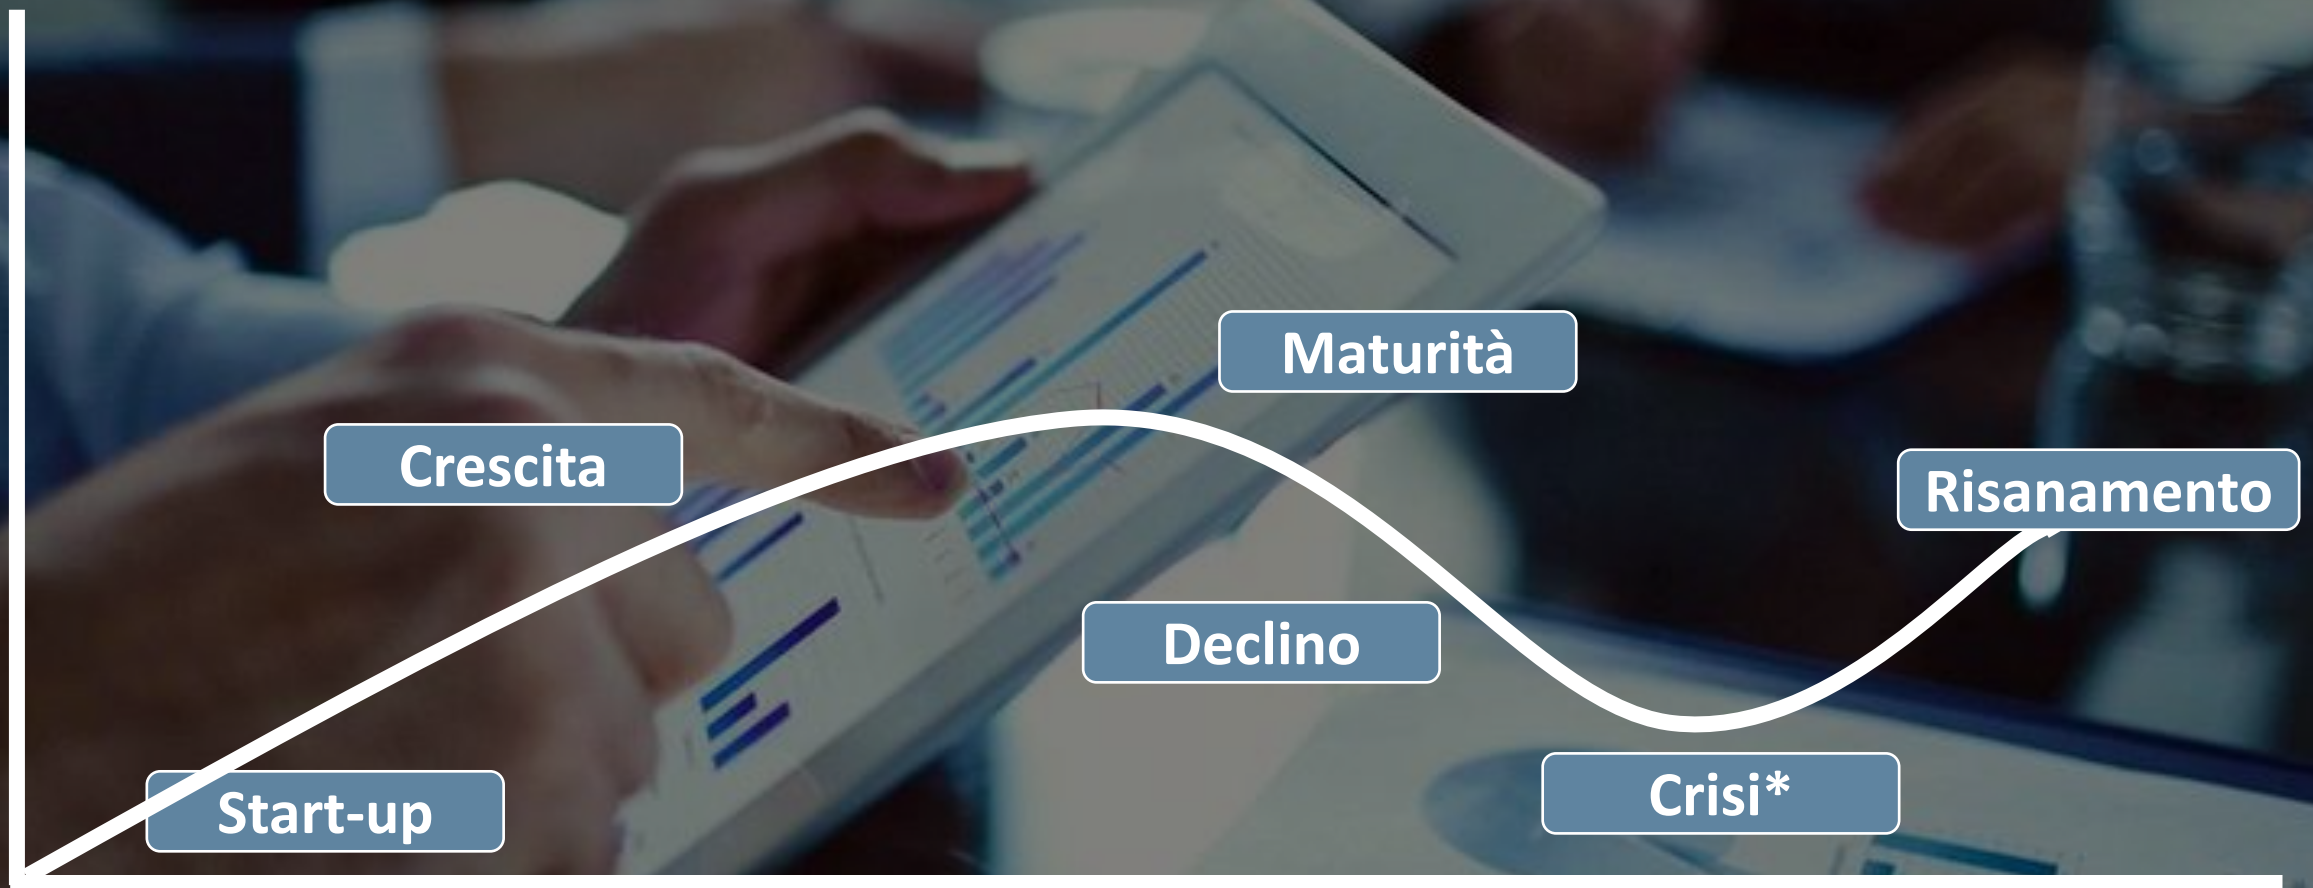 Maturità
Crescita
Risanamento
Declino
Crisi*
Start-up